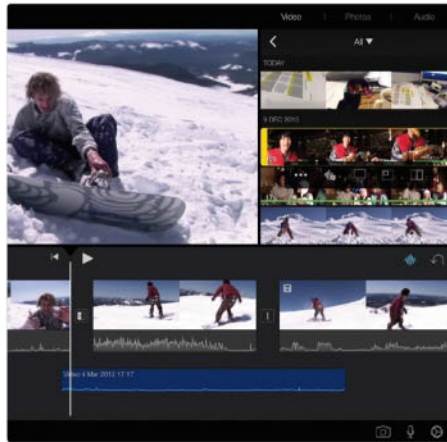 Video
Photos
Audio
All ▼
TODAY
9 DEC 2013
Video 4 Mar 2012 17 17